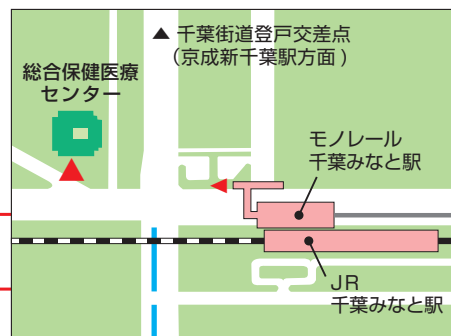 ▲ 千葉街道登戸交差点
（京成新千葉駅方面）
総合保健医療
センター
モノレール
千葉みなと駅
JR
千葉みなと駅